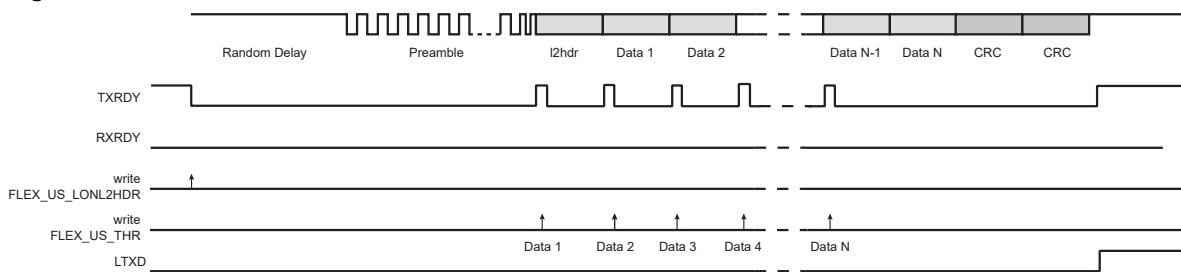 Random Delay Preamble l2hdr Data 1 Data 2 Data N-1 Data N CRC CRC
TXRDY
RXRDY
write
FLEX_US_LONL2HDR
write
FLEX_US_THR
Data 1 Data 2 Data 3 Data 4 Data N
LTXD